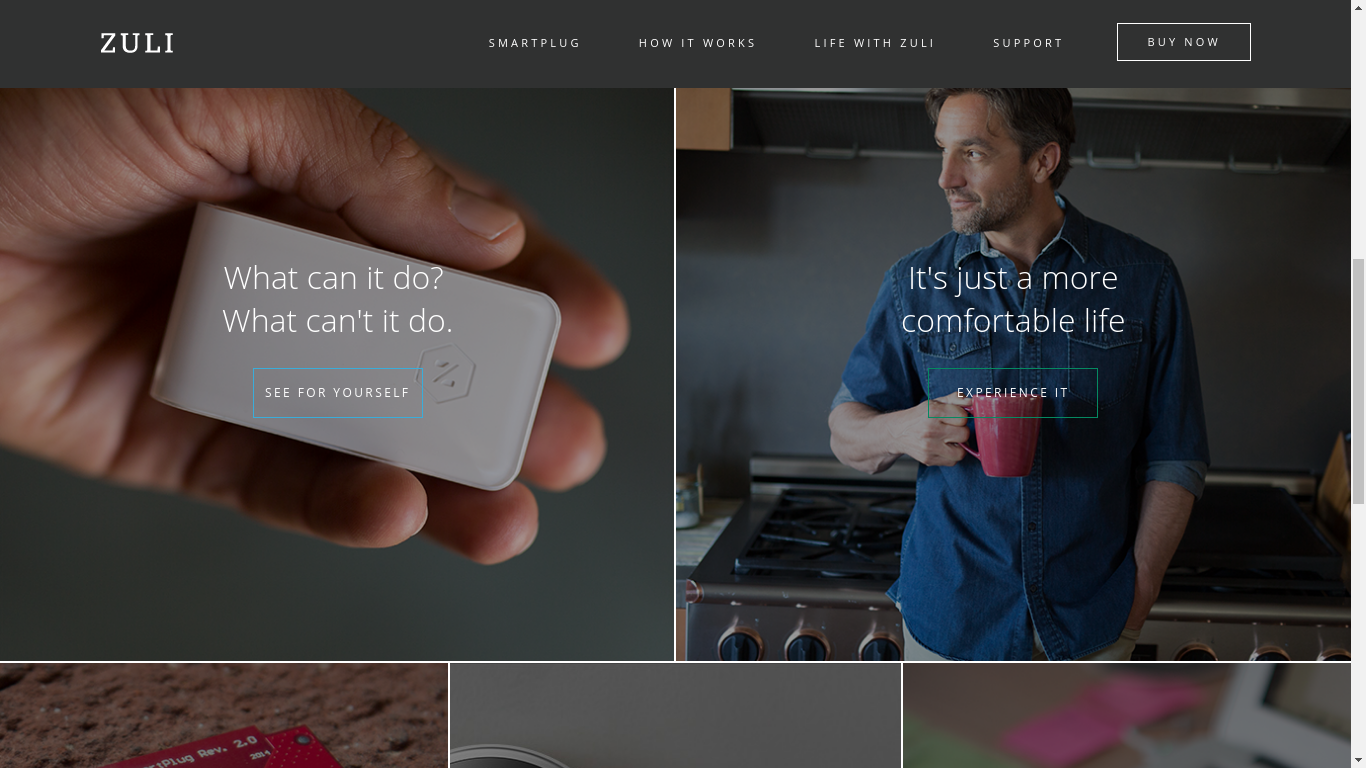 ZULI
SMARTPLUG
HOW IT WORKS
LIFE WITH ZULI
SUPPORT
BUY NOW
What can it do?
What can't it do.
SEE FOR YOURSELF
It's just a more
comfortable life
EXPERIENCE IT
Plug Rev. 2.0
2014